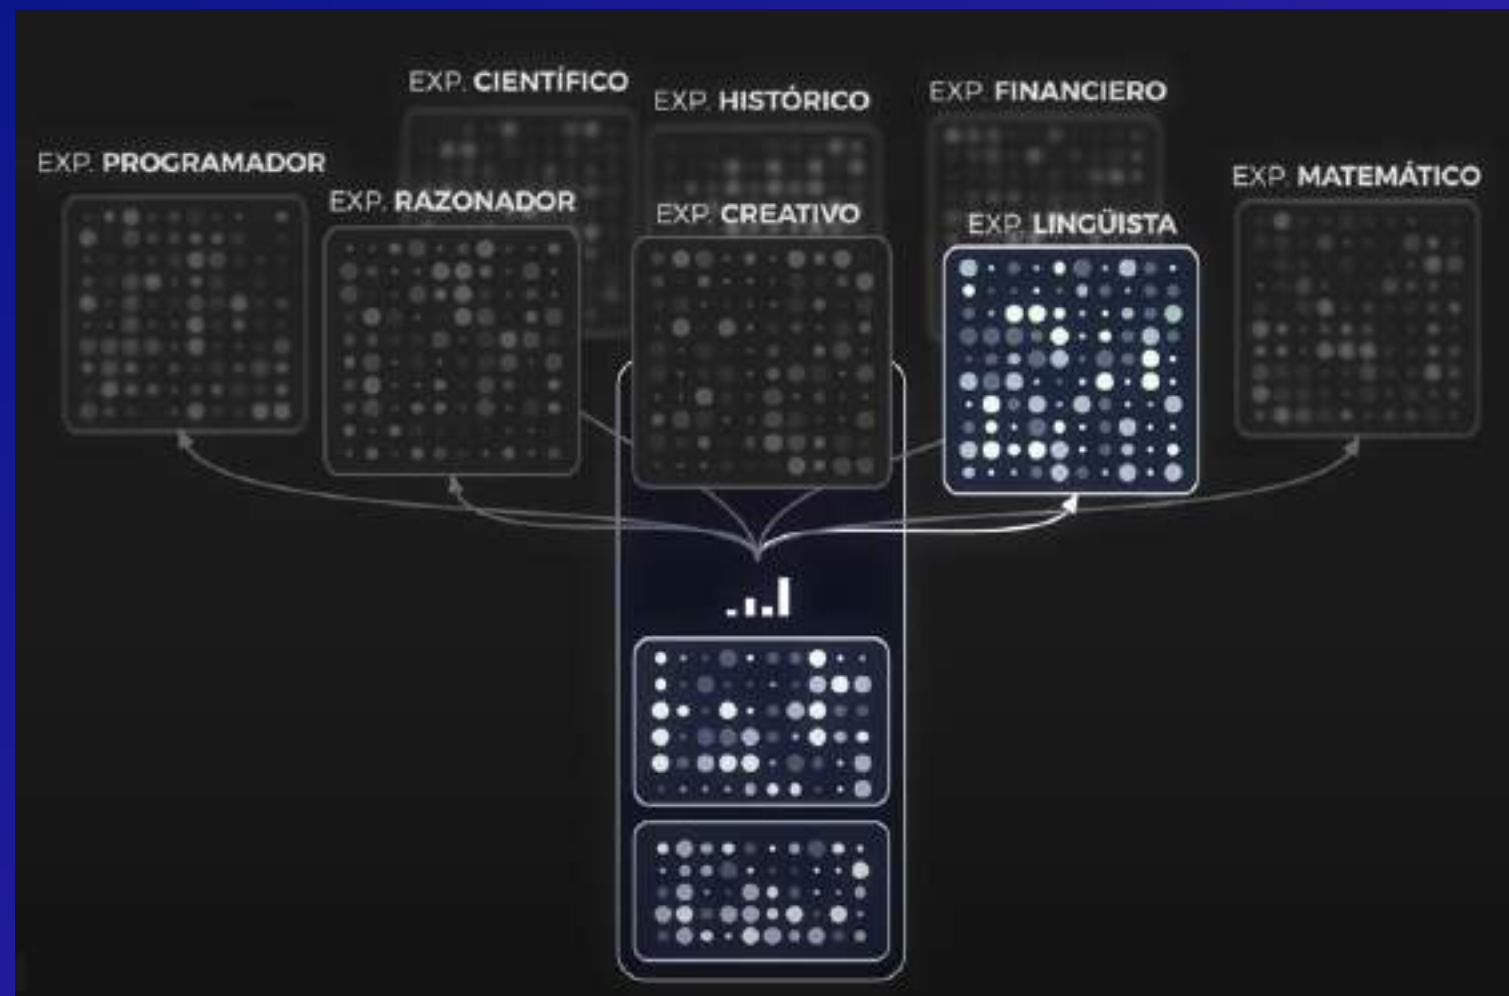 EXP. CIENTÍFICO
EXP. HISTÓRICO
EXP. FINANCIERO
EXP. PROGRAMADOR
EXP. RAZONADOR
EXP. CREATIVO
EXP. LINGÜISTA
EXP. MATEMÁTICO